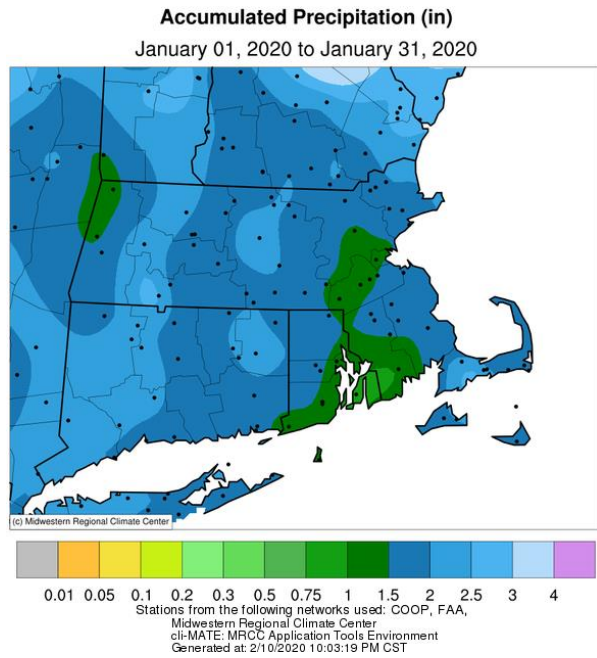 Accumulated Precipitation (in)
January 01, 2020 to January 31, 2020
(c) Midwestern Regional Climate Center
0.01 0.05 0.1 0.2 0.3 0.5 0.75 1 1.5 2 2.5 3 4
Stations from the following networks used: COOP, FAA,
Midwestern Regional Climate Center
cli-MATE: MRCC Application Tools Environment
Generated at: 2/10/2020 10:03:19 PM CST